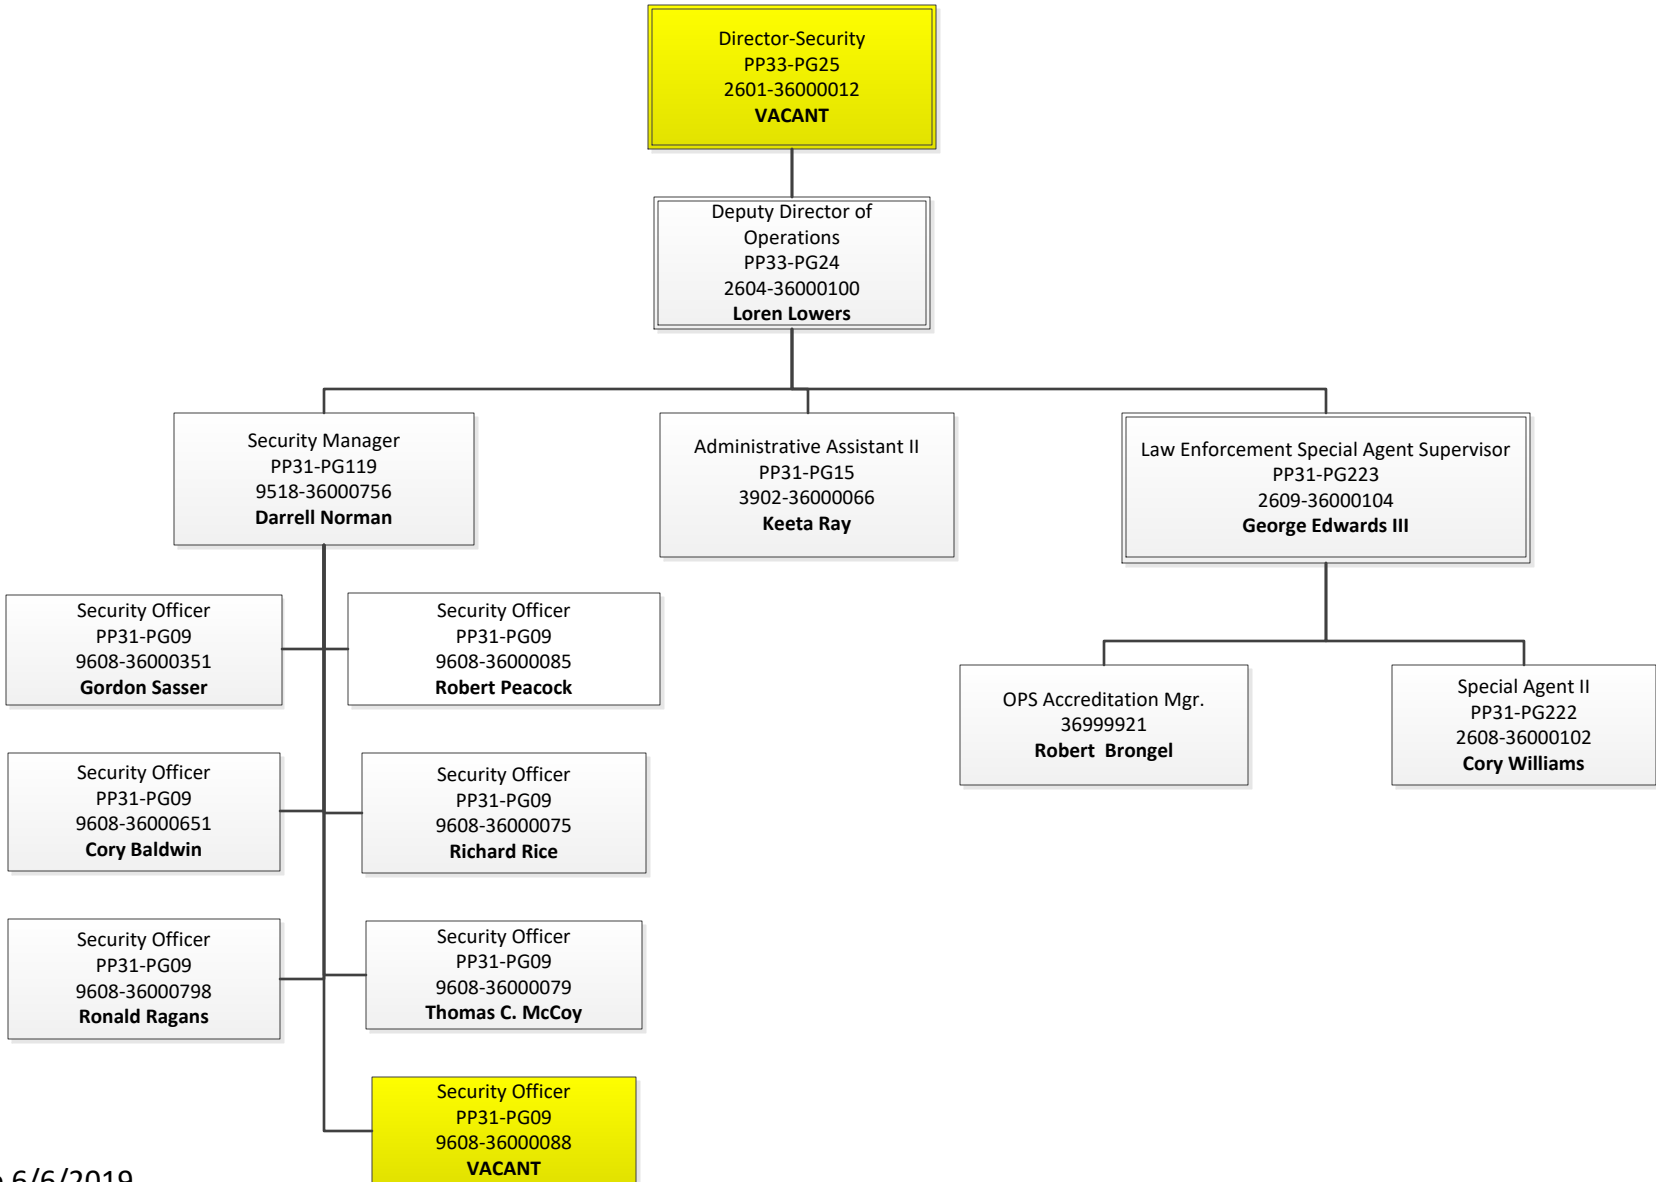 Director-Security
PP33-PG25
2601-36000012
VACANT
Deputy Director of
Operations
PP33-PG24
2604-36000100
Loren Lowers
Security Manager
PP31-PG119
9518-36000756
Darrell Norman
Administrative Assistant II
PP31-PG15
3902-36000066
Keeta Ray
Law Enforcement Special Agent Supervisor
PP31-PG223
2609-36000104
George Edwards III
Security Officer
PP31-PG09
9608-36000351
Gordon Sasser
Security Officer
PP31-PG09
9608-36000085
Robert Peacock
OPS Accreditation Mgr.
36999921
Robert  Brongel
Special Agent II
PP31-PG222
2608-36000102
Cory Williams
Security Officer
PP31-PG09
9608-36000651
Cory Baldwin
Security Officer
PP31-PG09
9608-36000075
Richard Rice
Security Officer
PP31-PG09
9608-36000798
Ronald Ragans
Security Officer
PP31-PG09
9608-36000079
Thomas C. McCoy
Security Officer
PP31-PG09
9608-36000088
VACANT
6/6/2019